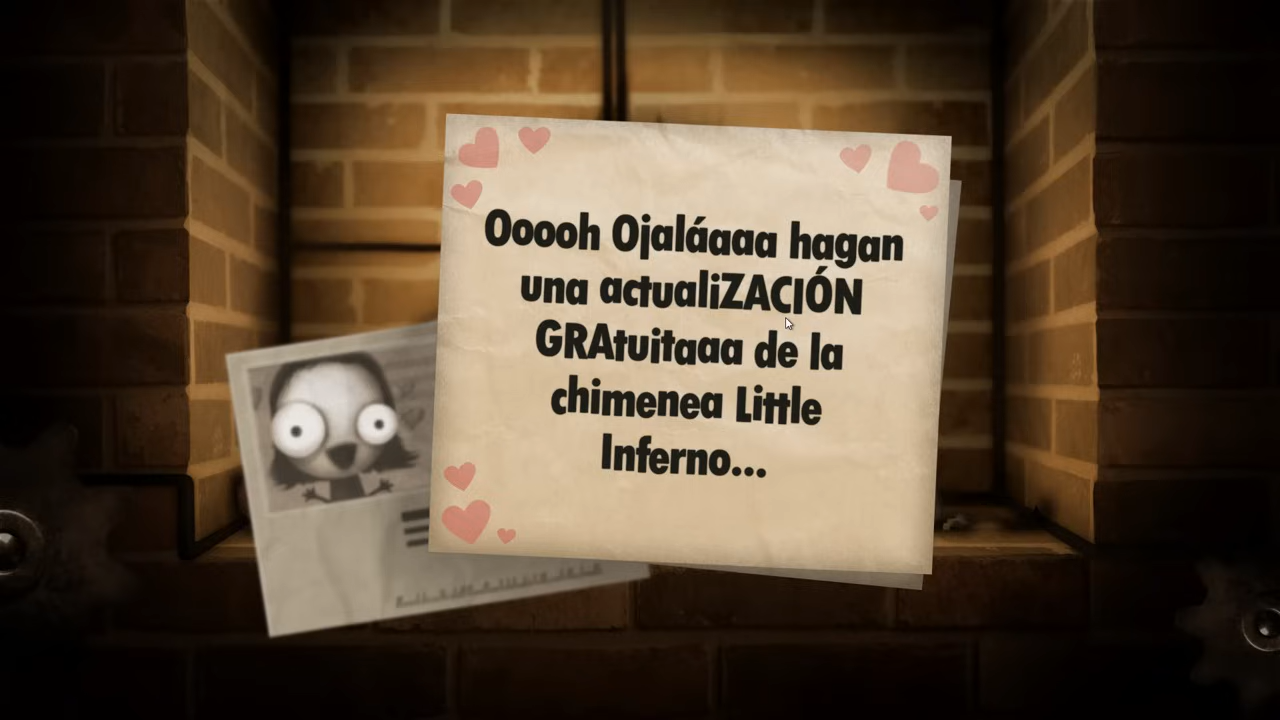 Ooooh Ojaláaaa hagan
una actualiZACIÓN
GRAtuitaaa de la
chimenea Little
Inferno...